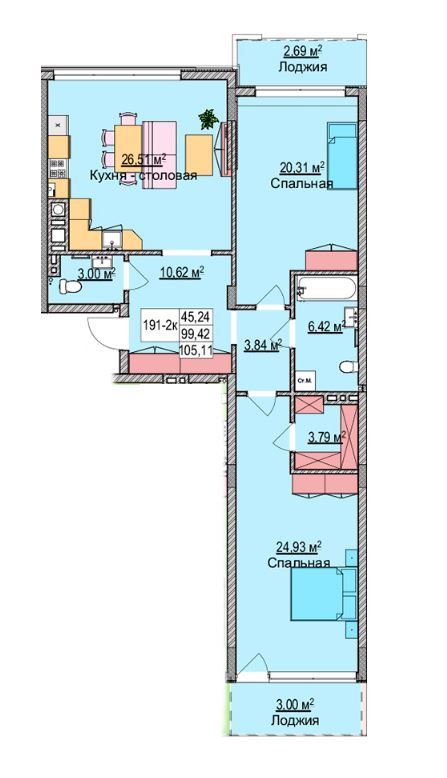 2.69 м²
Лоджия
26.51 м²
Кухня - столовая
20.31 м²
Спальная
3.00 м²
10.62 м²
191-2к
45.24
99.42
105.11
3.84 м²
6.42 м²
Ст.М.
3.79 м²
24.93 м²
Спальная
3.00 м²
Лоджия